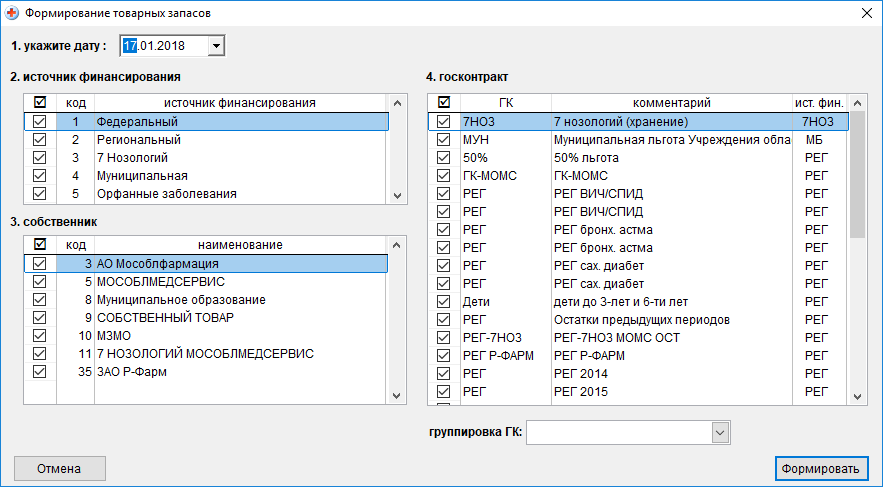 Формирование товарных запасов
1. укажите дату : 17.01.2018
2. источник финансирования
код источник финансирования
1 Федеральный
2 Региональный
3 7 Нозологий
4 Муниципальная
5 Орфанные заболевания
3. собственник
код наименование
3 АО Мособлфармация
5 МОСОБЛМЕДСЕРВИС
8 Муниципальное образование
9 СОБСТВЕННЫЙ ТОВАР
10 МЗМО
11 7 НОЗОЛОГИЙ МОСОБЛМЕДСЕРВИС
35 ЗАО Р-Фарм
4. госконтракт
ГК комментарий ист. фин.
7НОЗ 7 нозологий (хранение) 7НОЗ
МУН Муниципальная льгота Учреждения обла МБ
50% 50% льгота РЕГ
ГК-МОМС ГК-МОМС РЕГ
РЕГ РЕГ ВИЧ/СПИД РЕГ
РЕГ РЕГ ВИЧ/СПИД РЕГ
РЕГ РЕГ бронх. астма РЕГ
РЕГ РЕГ бронх. астма РЕГ
РЕГ РЕГ сах. диабет РЕГ
РЕГ РЕГ сах. диабет РЕГ
Дети дети до 3-лет и 6-ти лет РЕГ
РЕГ Остатки предыдущих периодов РЕГ
РЕГ-7НОЗ РЕГ-7НОЗ МОМС ОСТ РЕГ
РЕГ Р-ФАРМ РЕГ Р-ФАРМ РЕГ
РЕГ РЕГ 2014 РЕГ
РЕГ РЕГ 2015 РЕГ
группировка ГК:
Отмена
Формировать